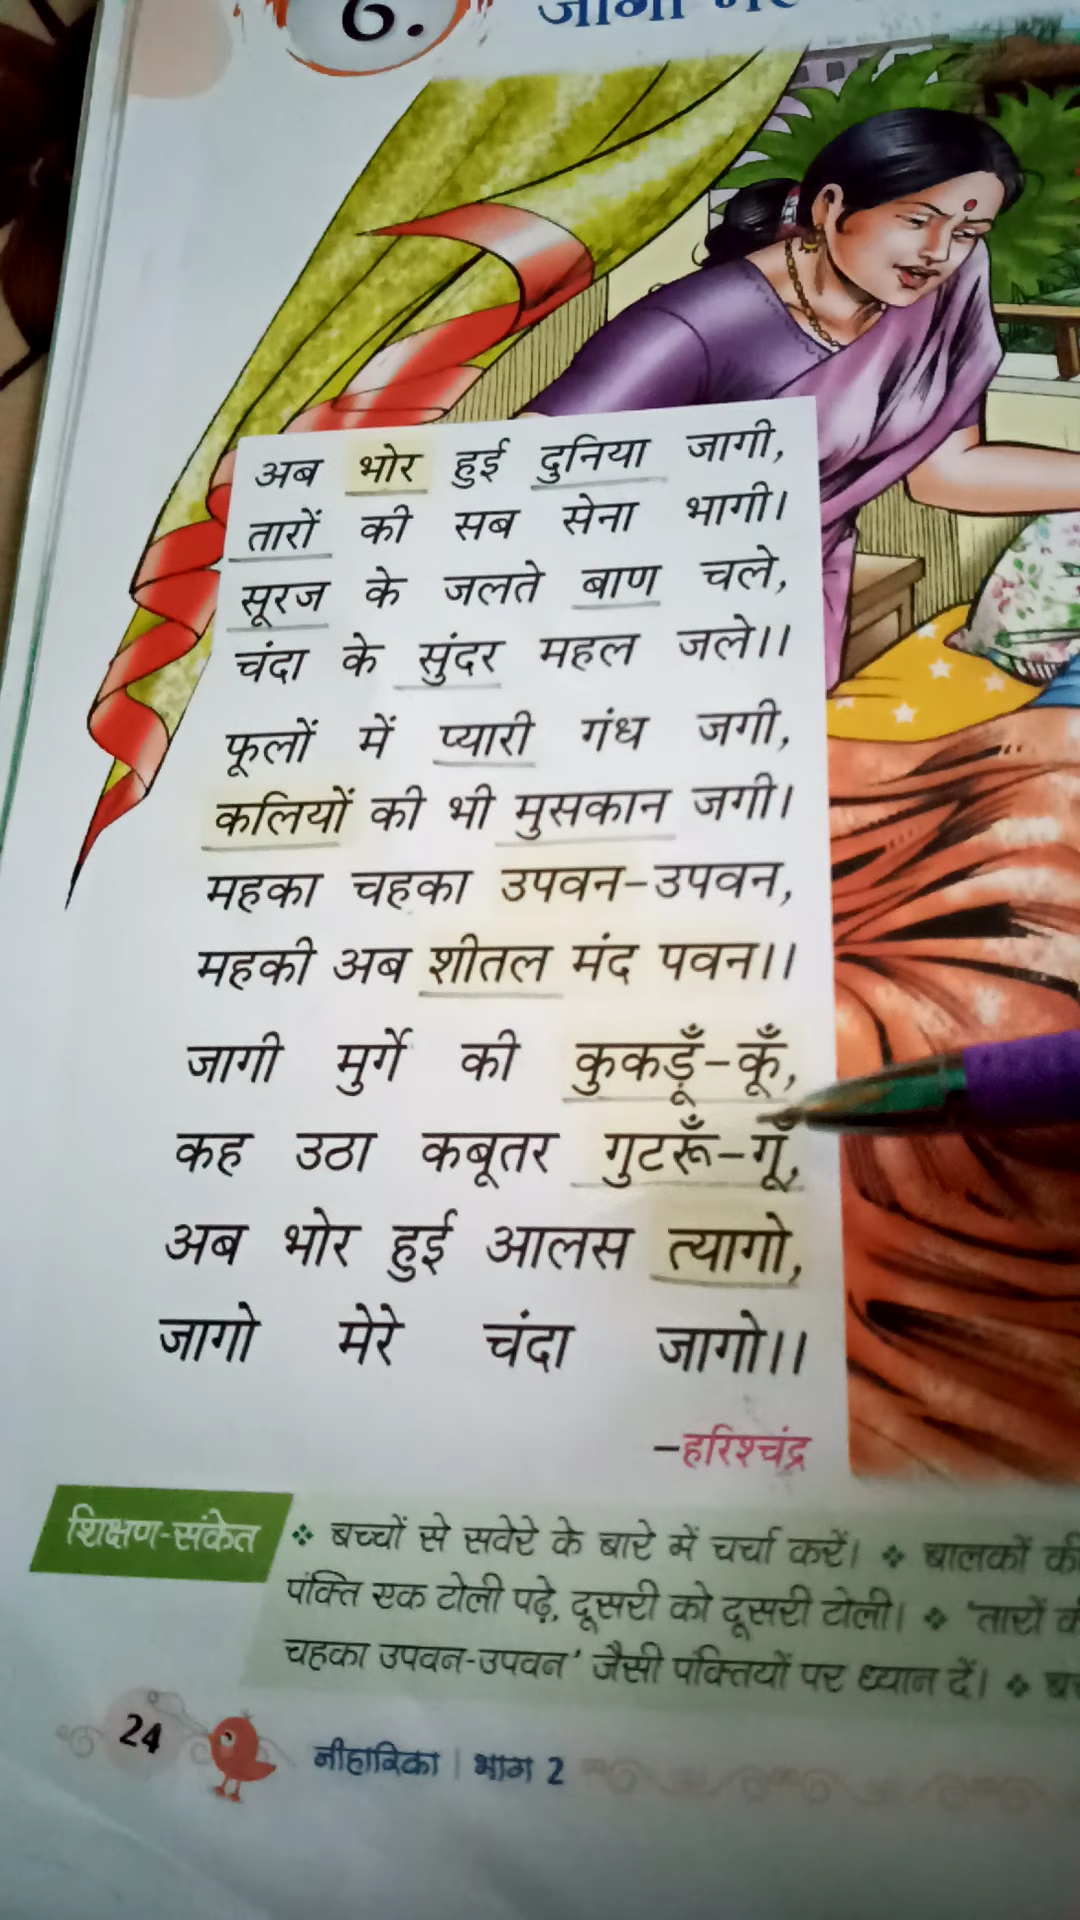 6. जागो मेरे
अब भोर हुई दुनिया जागी,
तारों की सब सेना भागी।
सूरज के जलते बाण चले,
चंदा के सुंदर महल जले।।
फूलों में प्यारी गंध जगी,
कलियों की भी मुसकान जगी।
महका चहका उपवन-उपवन,
महकी अब शीतल मंद पवन।।
जागी मुर्गे की कुकड़ूँ-कूँ,
कह उठा कबूतर गुटरूँ-गूँ,
अब भोर हुई आलस त्यागो,
जागो मेरे चंदा जागो।।
–हरिश्चंद्र
शिक्षण-संकेत ❖ बच्चों से सवेरे के बारे में चर्चा करें। ❖ बालकों की
पंक्ति एक टोली पढ़े, दूसरी को दूसरी टोली। ❖ 'तारों
चहका उपवन-उपवन' जैसी पंक्तियों पर ध्यान दें। ❖
24 नीहारिका | भाग 2